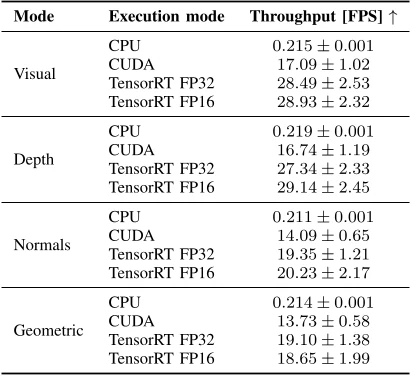 Mode Execution mode Throughput [FPS] ↑
Visual
CPU 0.215 ± 0.001
CUDA 17.09 ± 1.02
TensorRT FP32 28.49 ± 2.53
TensorRT FP16 28.93 ± 2.32
Depth
CPU 0.219 ± 0.001
CUDA 16.74 ± 1.19
TensorRT FP32 27.34 ± 2.33
TensorRT FP16 29.14 ± 2.45
Normals
CPU 0.211 ± 0.001
CUDA 14.09 ± 0.65
TensorRT FP32 19.35 ± 1.21
TensorRT FP16 20.23 ± 2.17
Geometric
CPU 0.214 ± 0.001
CUDA 13.73 ± 0.58
TensorRT FP32 19.10 ± 1.38
TensorRT FP16 18.65 ± 1.99